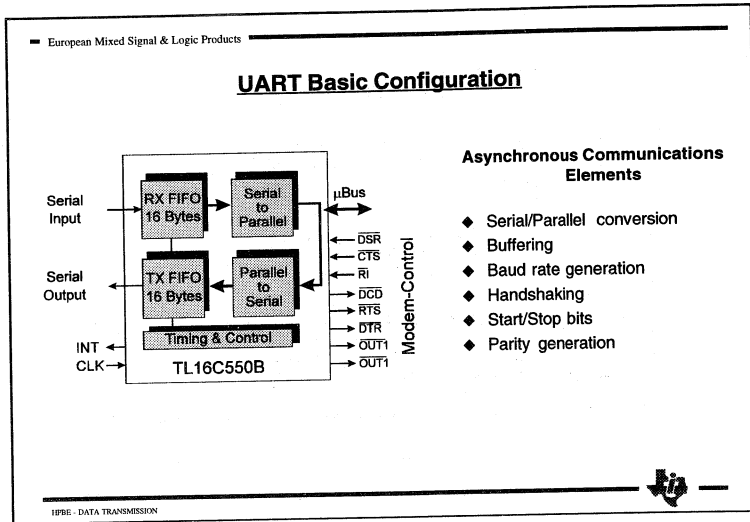 European Mixed Signal & Logic Products
UART Basic Configuration
Serial
Input
RX FIFO
16 Bytes
Serial
to
Parallel
μBus
Serial
Output
TX FIFO
16 Bytes
Parallel
to
Serial
DSR
CTS
RI
DCD
RTS
DTR
OUT1
OUT1
Modem-Control
Timing & Control
INT
CLK
TL16C550B
Asynchronous Communications
Elements
◆ Serial/Parallel conversion
◆ Buffering
◆ Baud rate generation
◆ Handshaking
◆ Start/Stop bits
◆ Parity generation
HPBE - DATA TRANSMISSION